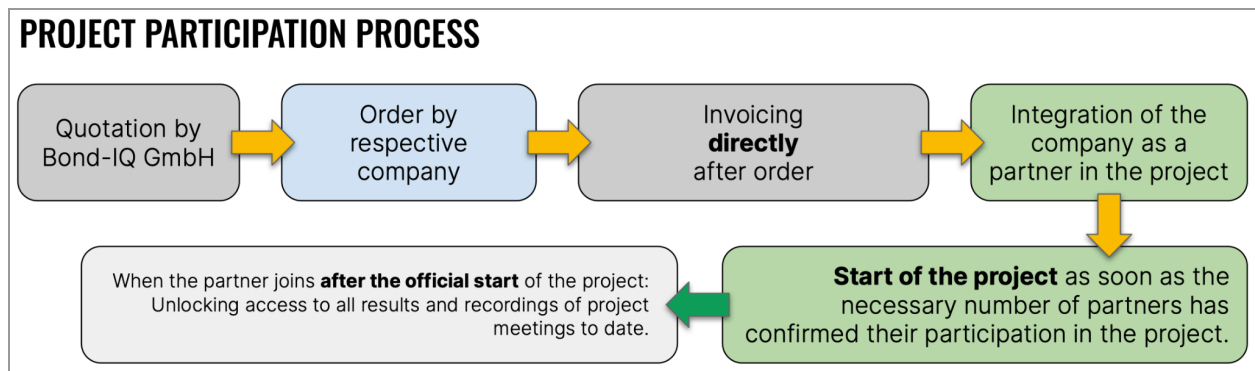 PROJECT PARTICIPATION PROCESS
Quotation by
Bond-IQ GmbH
Order by
respective
company
Invoicing
directly
after order
Integration of the
company as a
partner in the project
Start of the project as soon as the
necessary number of partners has
confirmed their participation in the project.
When the partner joins after the official start of the project:
Unlocking access to all results and recordings of project
meetings to date.